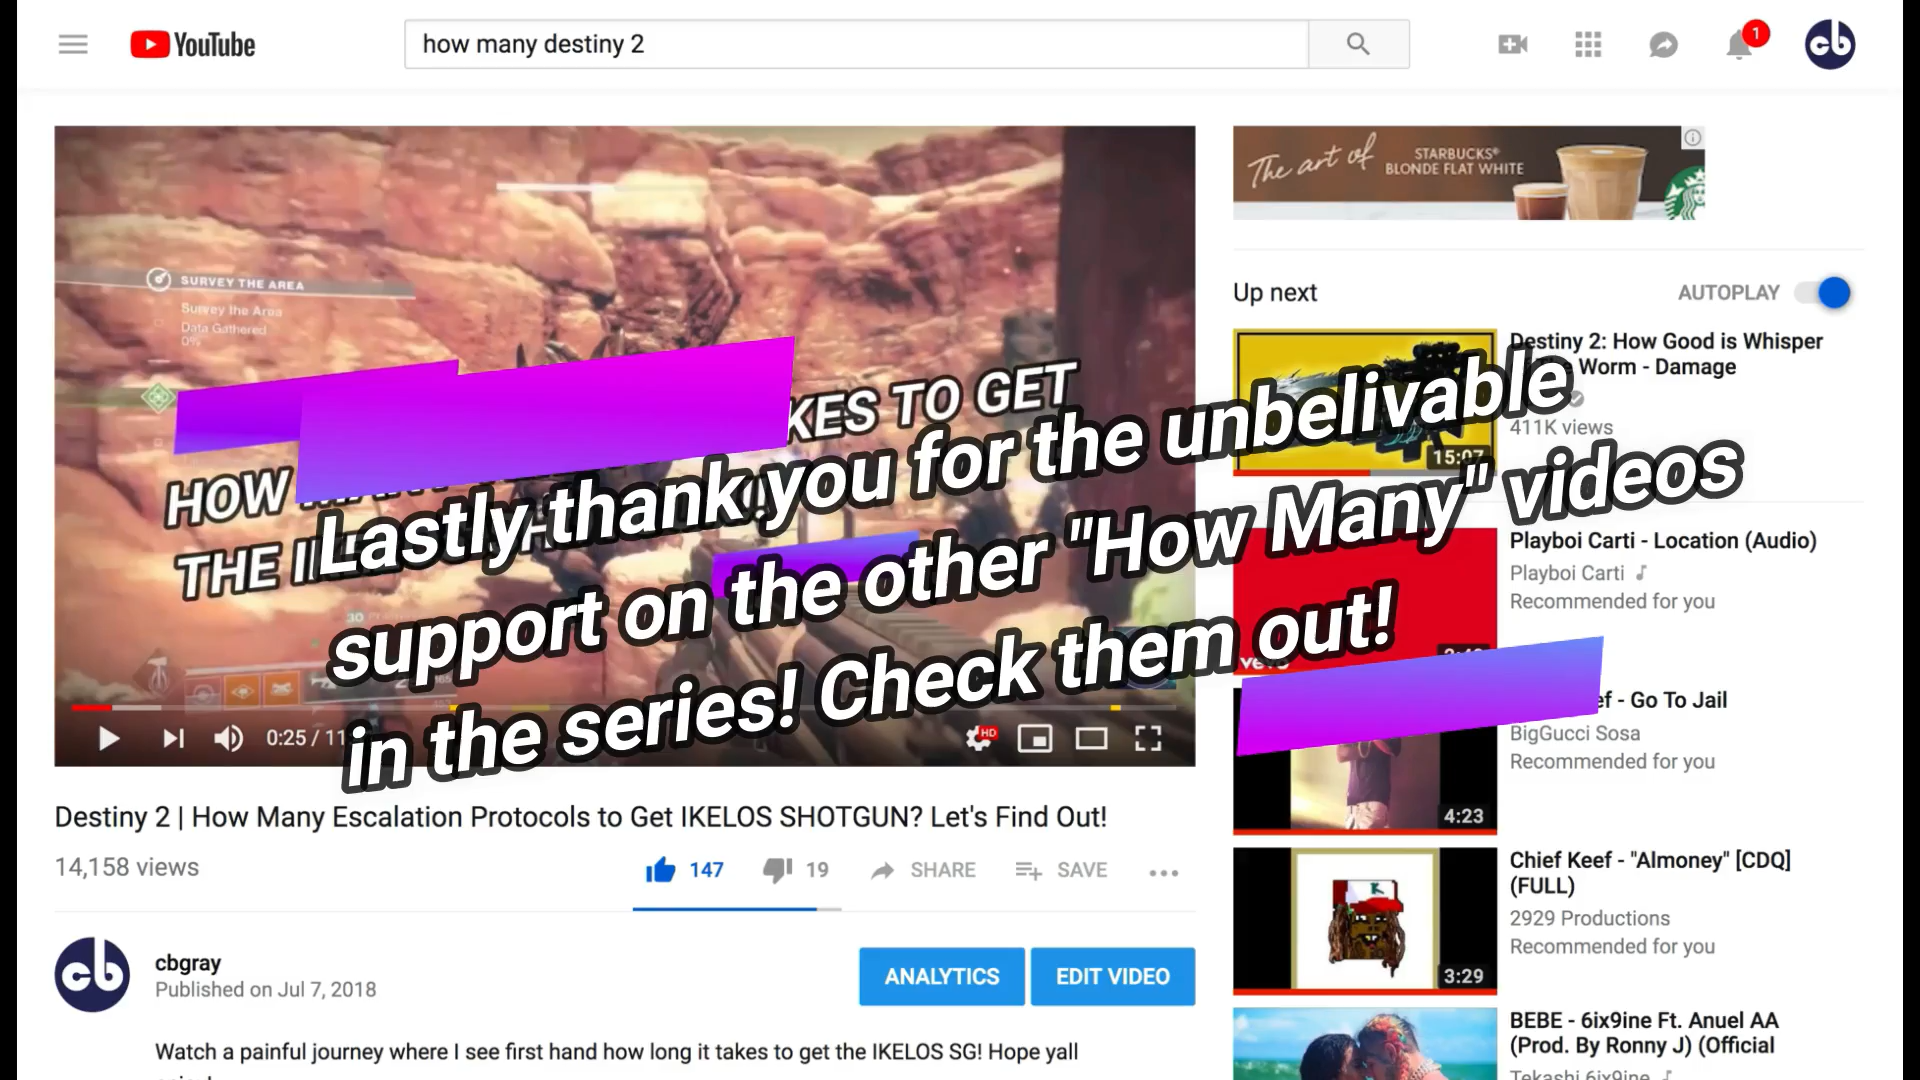 YouTube
how many destiny 2
1
cb
SURVEY THE AREA
Survey the Area
Data Gathered
0%
KES TO GET
HOW
THE
Lastly thank you for the unbelivable
support on the other "How Many" videos
in the series! Check them out!
0:25 / 11
HD
Destiny 2 | How Many Escalation Protocols to Get IKELOS SHOTGUN? Let's Find Out!
14,158 views
147
19
SHARE
SAVE
cb
cbgray
Published on Jul 7, 2018
ANALYTICS
EDIT VIDEO
Watch a painful journey where I see first hand how long it takes to get the IKELOS SG! Hope yall
The art of
STARBUCKS®
BLONDE FLAT WHITE
Up next
AUTOPLAY
Destiny 2: How Good is Whisper
Worm - Damage
411K views
15:07
Playboi Carti - Location (Audio)
Playboi Carti
Recommended for you
vevo
ef - Go To Jail
BigGucci Sosa
Recommended for you
4:23
Chief Keef - "Almoney" [CDQ]
(FULL)
2929 Productions
Recommended for you
3:29
BEBE - 6ix9ine Ft. Anuel AA
(Prod. By Ronny J) (Official
Tekashi 6ix9ine